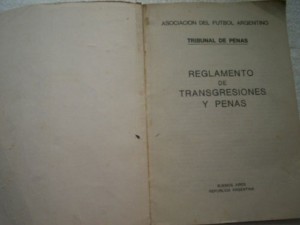 ASOCIACION DEL FUTBOL ARGENTINO
TRIBUNAL DE PENAS
REGLAMENTO
DE
TRANSGRESIONES
Y PENAS
BUENOS AIRES
REPUBLICA ARGENTINA